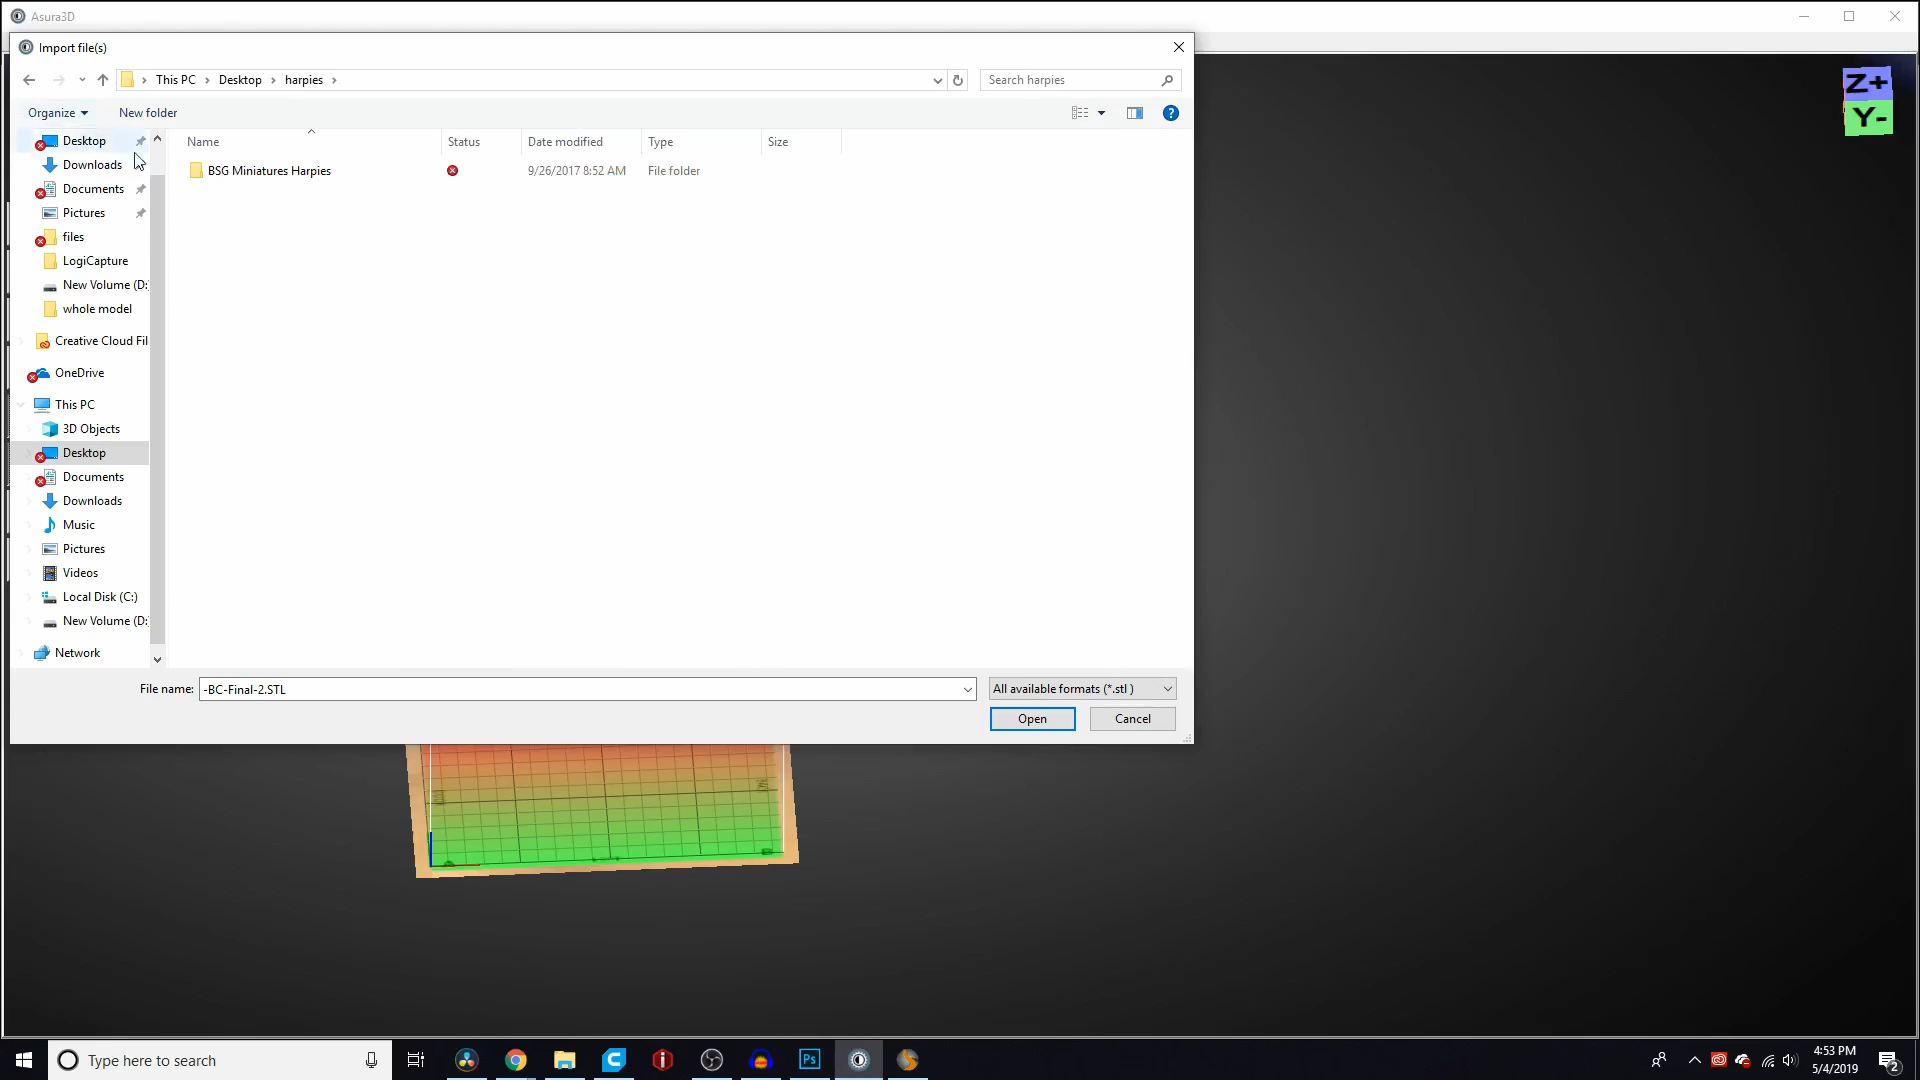 Asura3D
Import file(s)
This PC
Desktop
harpies
Search harpies
Organize
New folder
Name
Status
Date modified
Type
Size
BSG Miniatures Harpies
9/26/2017 8:52 AM
File folder
Desktop
Downloads
Documents
Pictures
files
LogiCapture
New Volume (D:
whole model
Creative Cloud Fil
OneDrive
This PC
3D Objects
Desktop
Documents
Downloads
Music
Pictures
Videos
Local Disk (C:)
New Volume (D:
Network
File name:
-BC-Final-2.STL
All available formats (*.stl )
Open
Cancel
Z+
Y-
Type here to search
Ps
4:53 PM
5/4/2019
2